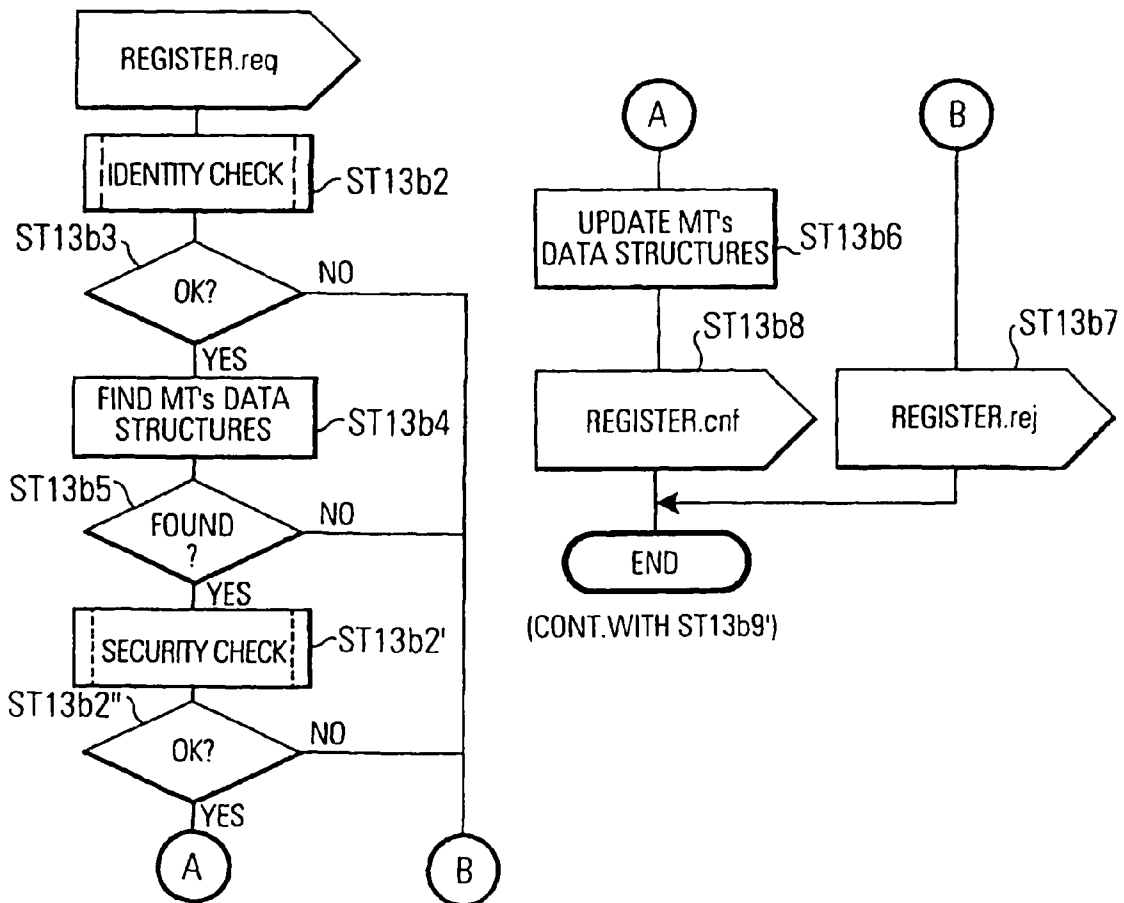 REGISTER.req
IDENTITY CHECK
ST13b2
ST13b3
OK?
NO
YES
FIND MT's DATA
STRUCTURES
ST13b4
ST13b5
FOUND
?
NO
YES
SECURITY CHECK
ST13b2'
ST13b2"
OK?
NO
YES
A
B
A
B
UPDATE MT's
DATA STRUCTURES
ST13b6
ST13b8
ST13b7
REGISTER.cnf
REGISTER.rej
END
(CONT.WITH ST13b9')